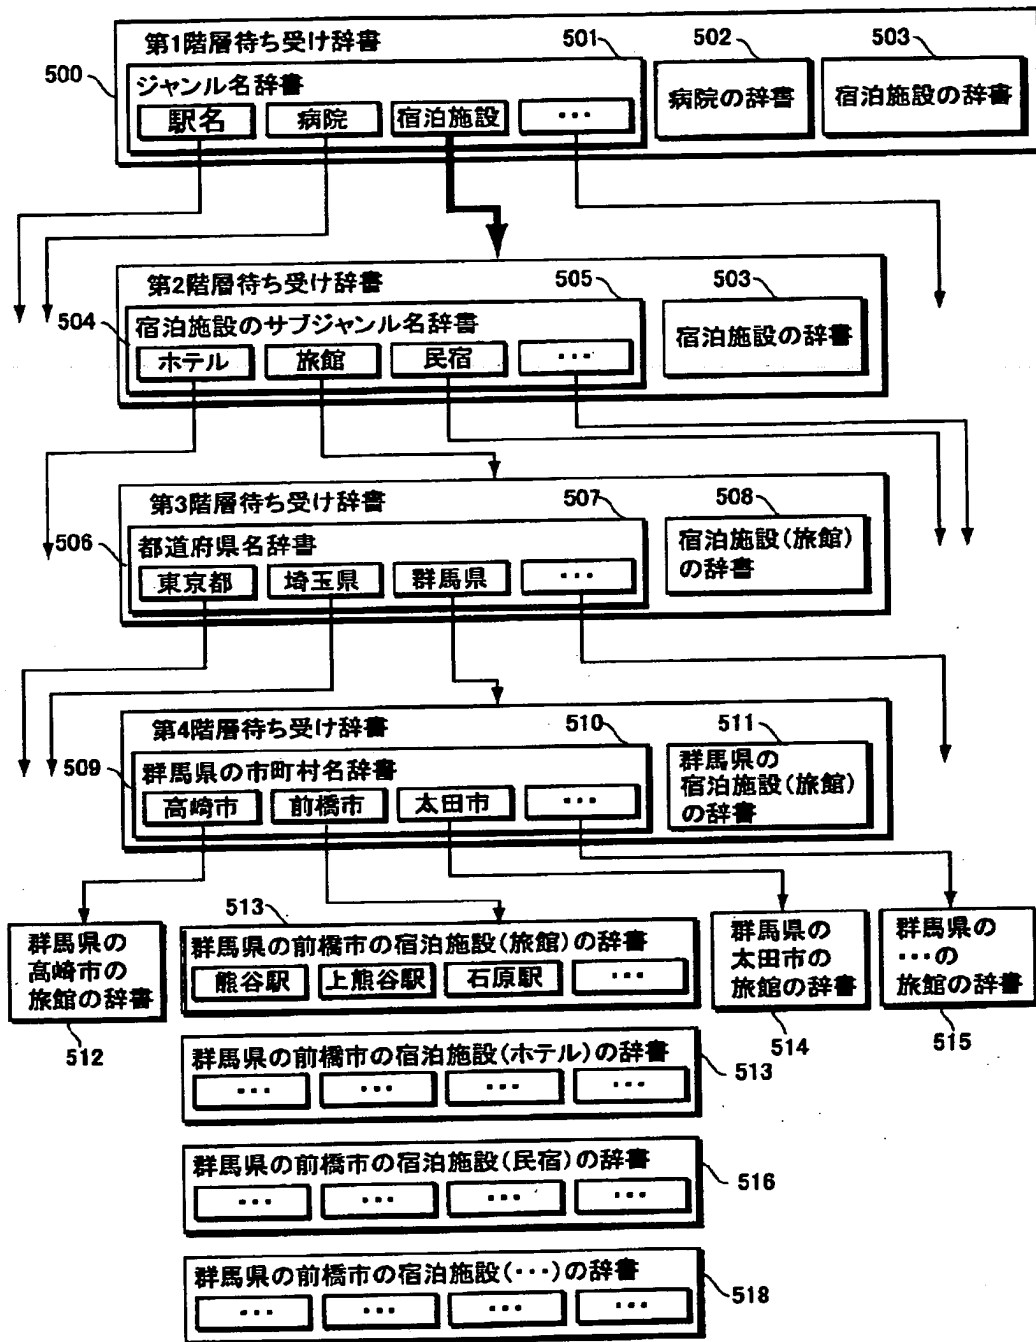 第1階層待ち受け辞書
501
502
503
500
ジャンル名辞書
駅名
病院
宿泊施設
・・・
病院の辞書
宿泊施設の辞書
第2階層待ち受け辞書
505
503
504
宿泊施設のサブジャンル名辞書
ホテル
旅館
民宿
・・・
宿泊施設の辞書
第3階層待ち受け辞書
507
508
506
都道府県名辞書
東京都
埼玉県
群馬県
・・・
宿泊施設(旅館)
の辞書
第4階層待ち受け辞書
510
511
509
群馬県の市町村名辞書
高崎市
前橋市
太田市
・・・
群馬県の
宿泊施設(旅館)
の辞書
513
群馬県の
高崎市の
旅館の辞書
512
群馬県の前橋市の宿泊施設(旅館)の辞書
熊谷駅
上熊谷駅
石原駅
・・・
群馬県の
太田市の
旅館の辞書
514
群馬県の
・・・の
旅館の辞書
515
群馬県の前橋市の宿泊施設(ホテル)の辞書
・・・
・・・
・・・
・・・
513
群馬県の前橋市の宿泊施設(民宿)の辞書
・・・
・・・
・・・
・・・
516
群馬県の前橋市の宿泊施設(・・・)の辞書
・・・
・・・
・・・
・・・
518